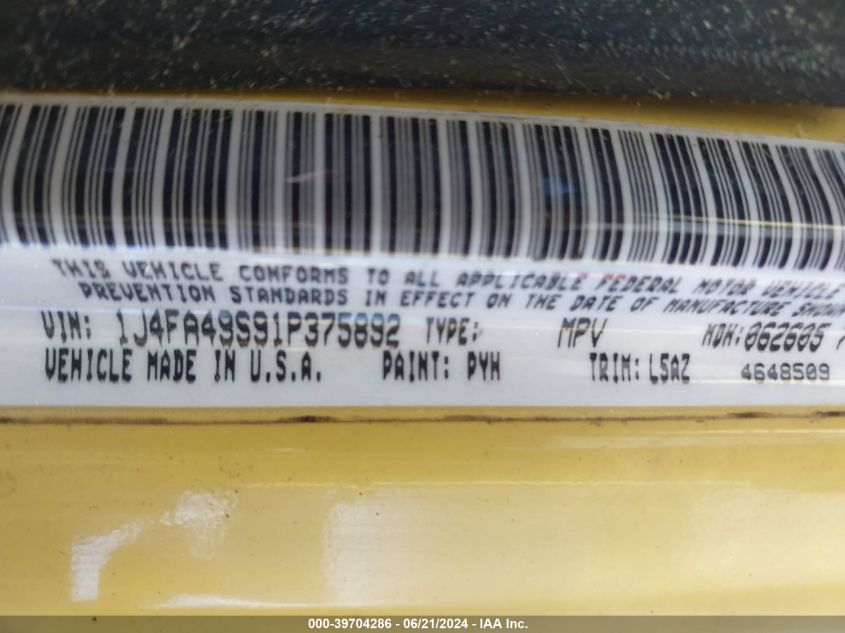 THIS VEHICLE CONFORMS TO ALL APPLICABLE FEDERAL MOTOR VEHICLE
PREVENTION STANDARDS IN EFFECT ON THE DATE OF MANUFACTURE SHOWN
VIN: 1J4FA49S91P375892 TYPE: MPV MDH:062605
VEHICLE MADE IN U.S.A. PAINT: PYH TRIM: L5AZ 4648509
000-39704286 - 06/21/2024 - IAA Inc.